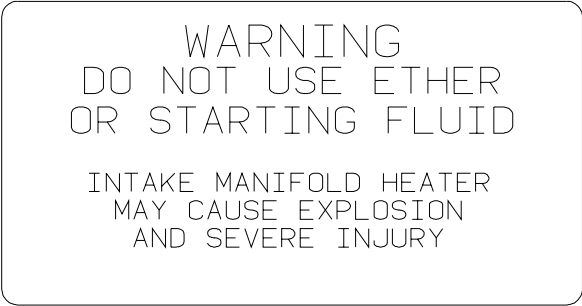 WARNING
DO NOT USE ETHER
OR STARTING FLUID
INTAKE MANIFOLD HEATER
MAY CAUSE EXPLOSION
AND SEVERE INJURY